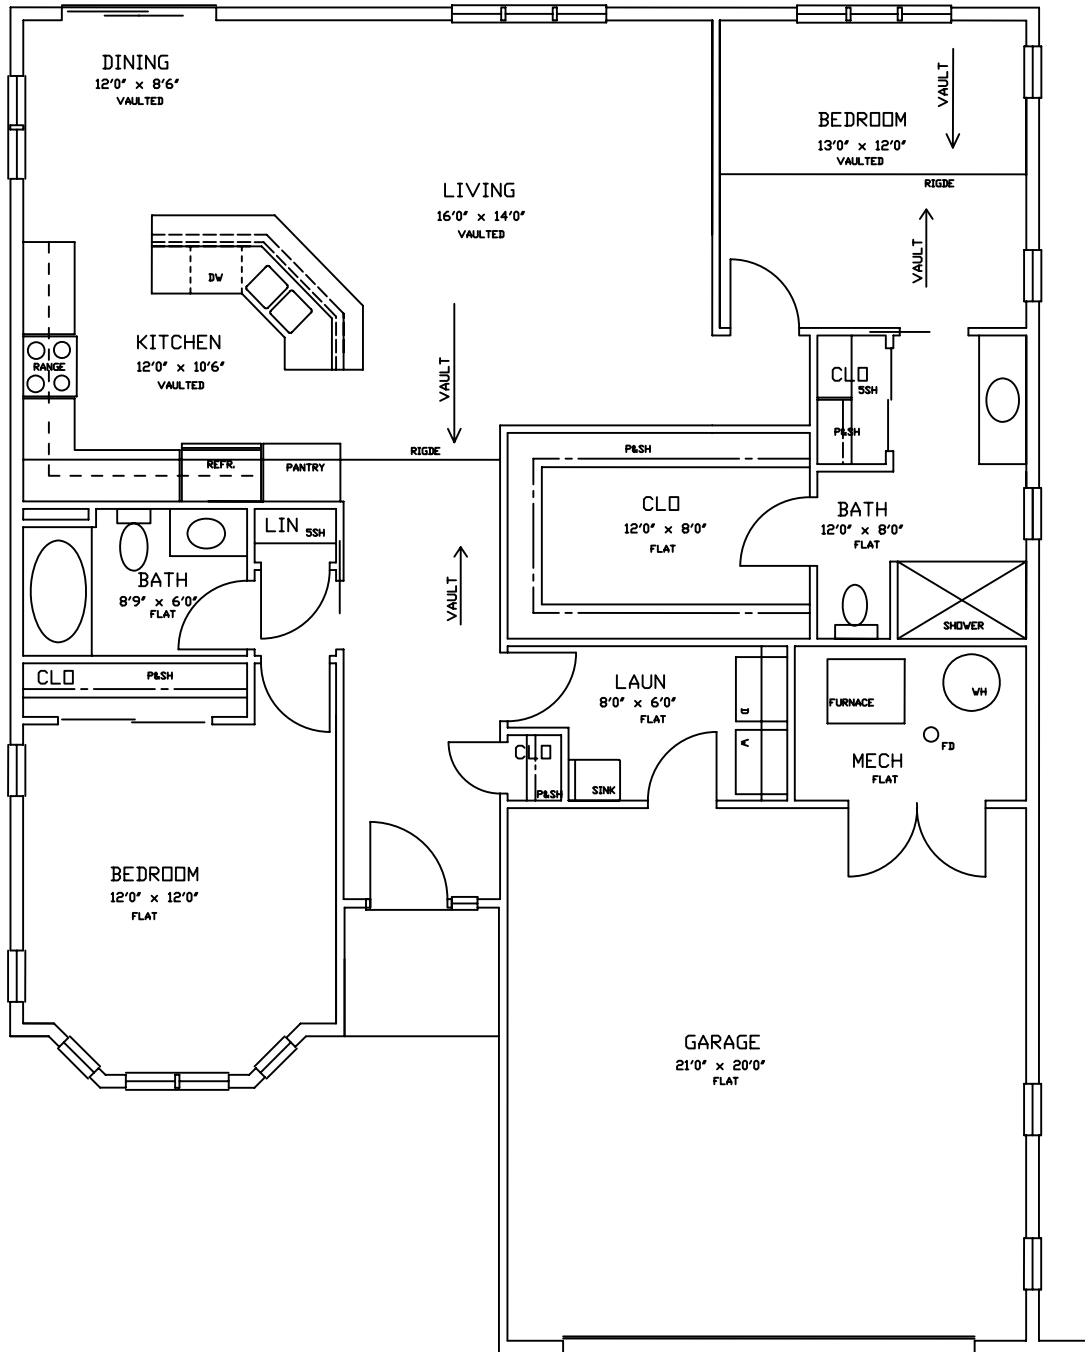 DINING
12'0" x 8'6"
VAULTED
VAULT
BEDROOM
13'0" x 12'0"
VAULTED
RIGDE
LIVING
16'0" x 14'0"
VAULTED
VAULT
DW
KITCHEN
12'0" x 10'6"
VAULTED
RANGE
VAULT
CLO
5SH
P&SH
RIGDE
REFR.
PANTRY
P&SH
CLO
12'0" x 8'0"
FLAT
BATH
12'0" x 8'0"
FLAT
LIN
5SH
BATH
8'9" x 6'0"
FLAT
VAULT
SHOWER
CLO
P&SH
LAUN
8'0" x 6'0"
FLAT
D
W
FURNACE
WH
FD
MECH
FLAT
CLO
P&SH
SINK
BEDROOM
12'0" x 12'0"
FLAT
GARAGE
21'0" x 20'0"
FLAT